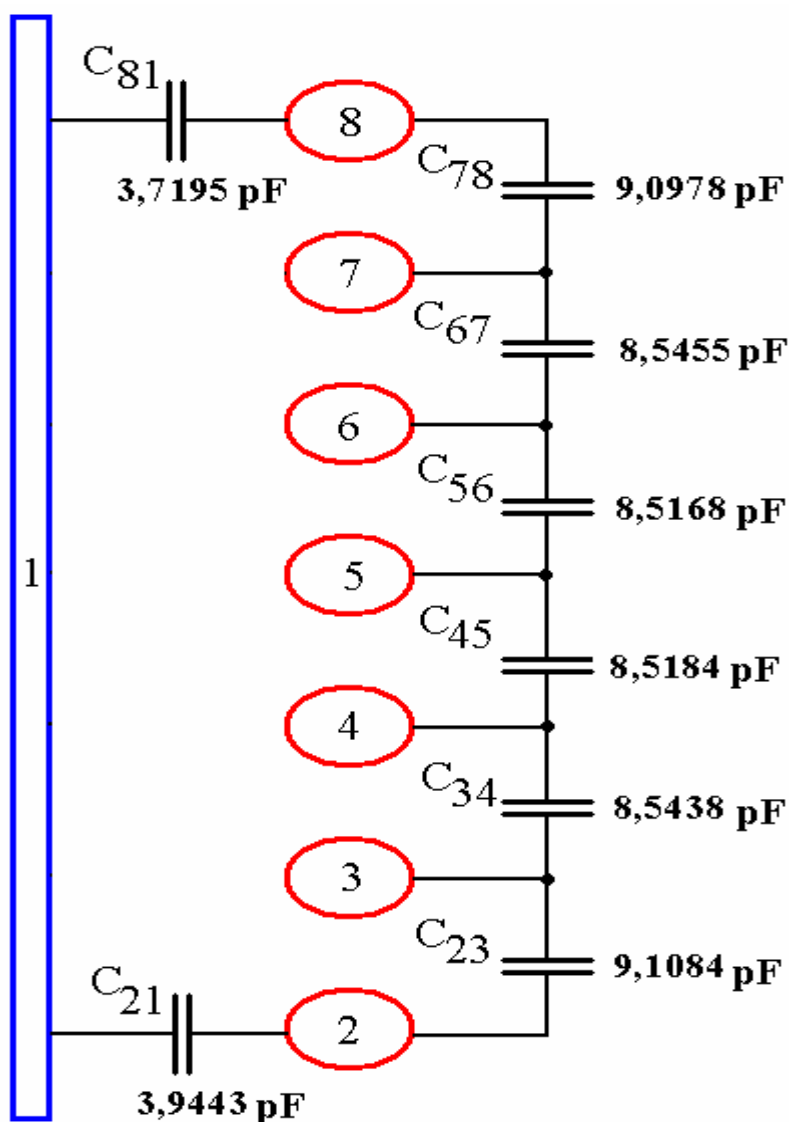 C81
8
3,7195 pF
C78
9,0978 pF
7
C67
8,5455 pF
6
C56
8,5168 pF
1
5
C45
8,5184 pF
4
C34
8,5438 pF
3
C23
9,1084 pF
C21
2
3,9443 pF